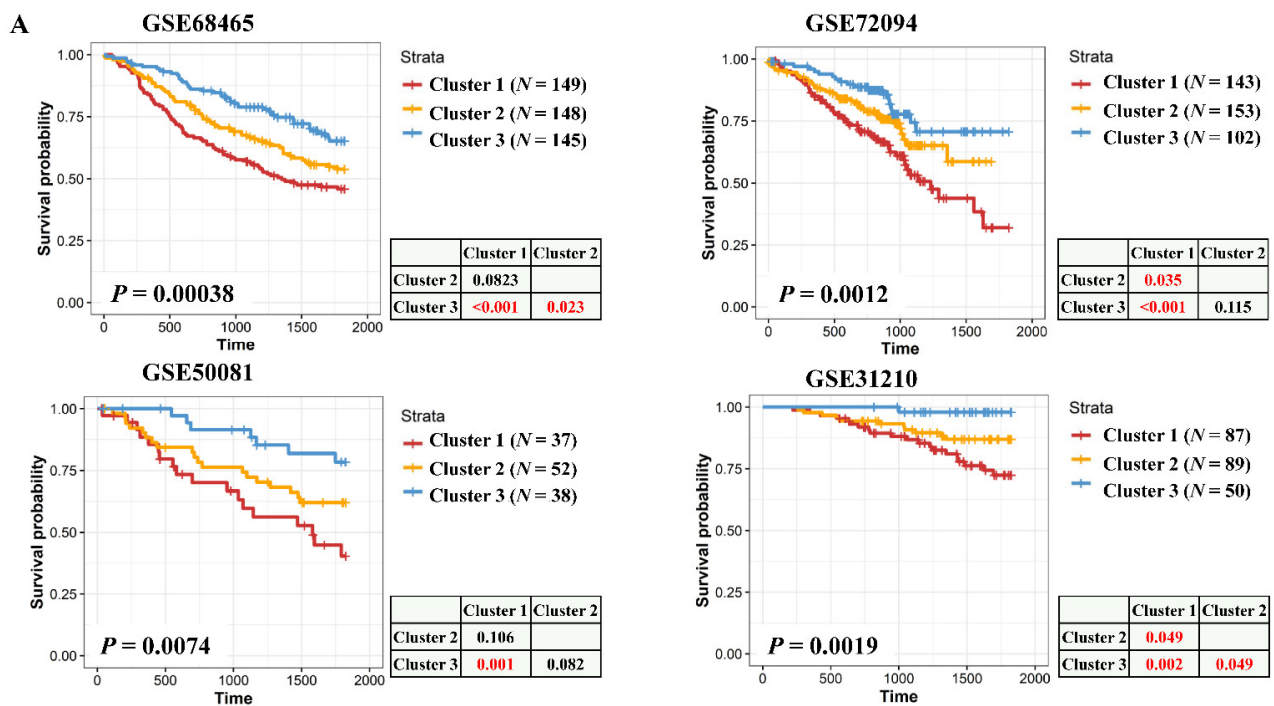 A
GSE68465
Survival probability
1.00
0.75
0.50
0.25
0.00
P = 0.00038
0 500 1000 1500 2000
Time
Strata
Cluster 1 (N = 149)
Cluster 2 (N = 148)
Cluster 3 (N = 145)
Cluster 1 Cluster 2
Cluster 2 0.0823
Cluster 3 <0.001 0.023
GSE72094
Survival probability
1.00
0.75
0.50
0.25
0.00
P = 0.0012
0 500 1000 1500 2000
Time
Strata
Cluster 1 (N = 143)
Cluster 2 (N = 153)
Cluster 3 (N = 102)
Cluster 1 Cluster 2
Cluster 2 0.035
Cluster 3 <0.001 0.115
GSE50081
Survival probability
1.00
0.75
0.50
0.25
0.00
P = 0.0074
0 500 1000 1500 2000
Time
Strata
Cluster 1 (N = 37)
Cluster 2 (N = 52)
Cluster 3 (N = 38)
Cluster 1 Cluster 2
Cluster 2 0.106
Cluster 3 0.001 0.082
GSE31210
Survival probability
1.00
0.75
0.50
0.25
0.00
P = 0.0019
0 500 1000 1500 2000
Time
Strata
Cluster 1 (N = 87)
Cluster 2 (N = 89)
Cluster 3 (N = 50)
Cluster 1 Cluster 2
Cluster 2 0.049
Cluster 3 0.002 0.049